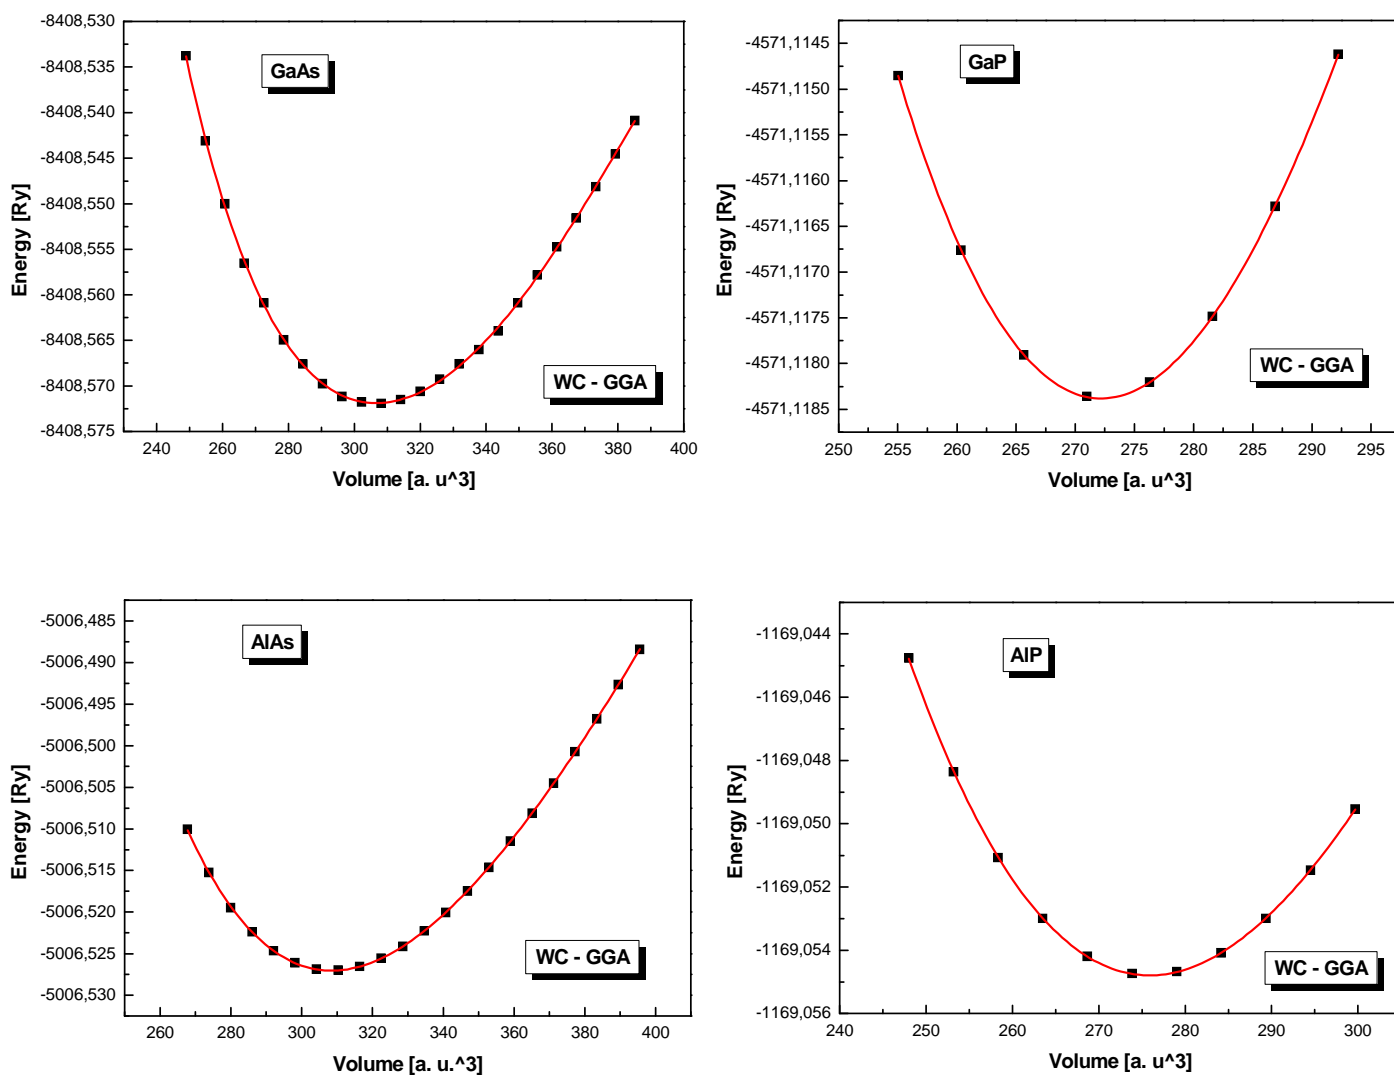 -8408,530
-8408,535
-8408,540
-8408,545
-8408,550
-8408,555
-8408,560
-8408,565
-8408,570
-8408,575
Energy [Ry]
GaAs
WC - GGA
240 260 280 300 320 340 360 380 400
Volume [a. u^3]
-4571,1145
-4571,1150
-4571,1155
-4571,1160
-4571,1165
-4571,1170
-4571,1175
-4571,1180
-4571,1185
Energy [Ry]
GaP
WC - GGA
250 255 260 265 270 275 280 285 290 295
Volume [a. u^3]
-5006,485
-5006,490
-5006,495
-5006,500
-5006,505
-5006,510
-5006,515
-5006,520
-5006,525
-5006,530
Energy [Ry]
AlAs
WC - GGA
260 280 300 320 340 360 380 400
Volume [a. u.^3]
-1169,044
-1169,046
-1169,048
-1169,050
-1169,052
-1169,054
-1169,056
Energy [Ry]
AlP
WC - GGA
240 250 260 270 280 290 300
Volume [a. u^3]